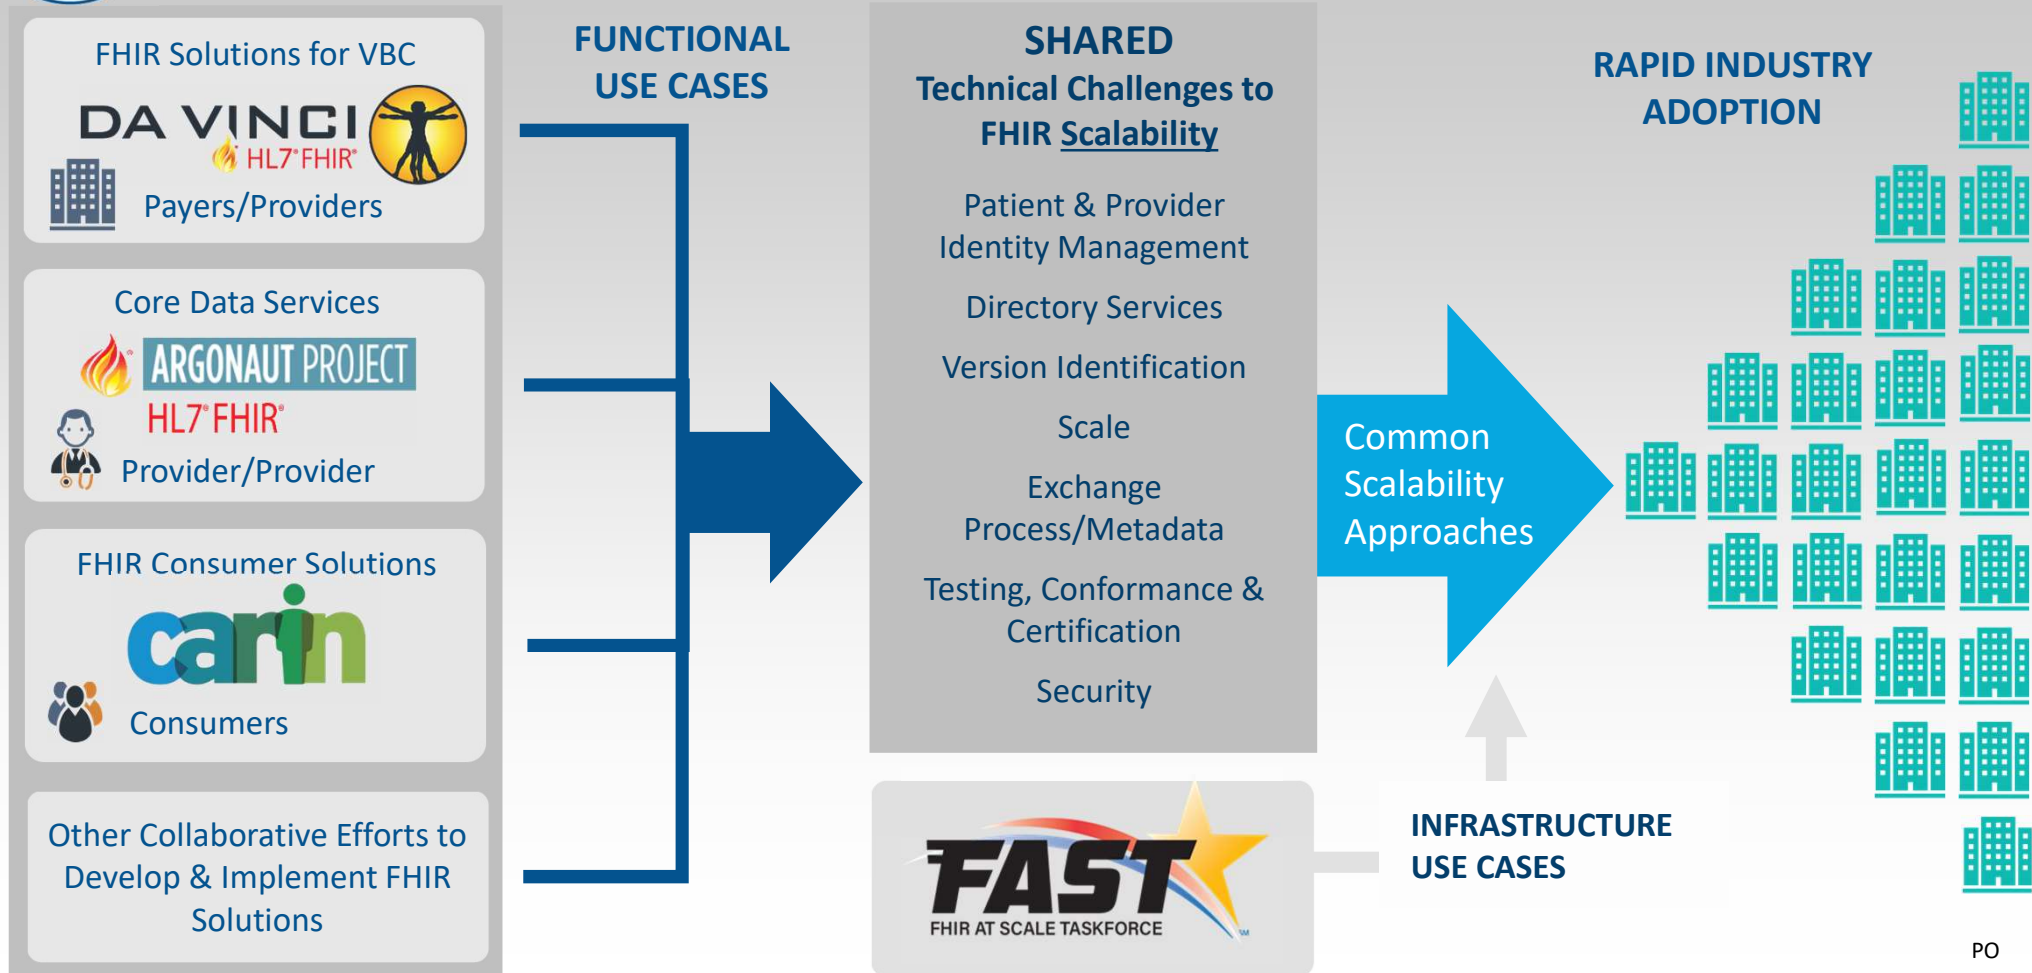 FHIR Solutions for VBC
DA VINCI
HL7® FHIR®
Payers/Providers
Core Data Services
ARGONAUT PROJECT
HL7® FHIR®
Provider/Provider
FHIR Consumer Solutions
carin
Consumers
Other Collaborative Efforts to
Develop & Implement FHIR
Solutions
FUNCTIONAL
USE CASES
SHARED
Technical Challenges to
FHIR Scalability
Patient & Provider
Identity Management
Directory Services
Version Identification
Scale
Exchange
Process/Metadata
Testing, Conformance &
Certification
Security
FAST
FHIR AT SCALE TASKFORCE
SM
Common
Scalability
Approaches
INFRASTRUCTURE
USE CASES
RAPID INDUSTRY
ADOPTION
PO